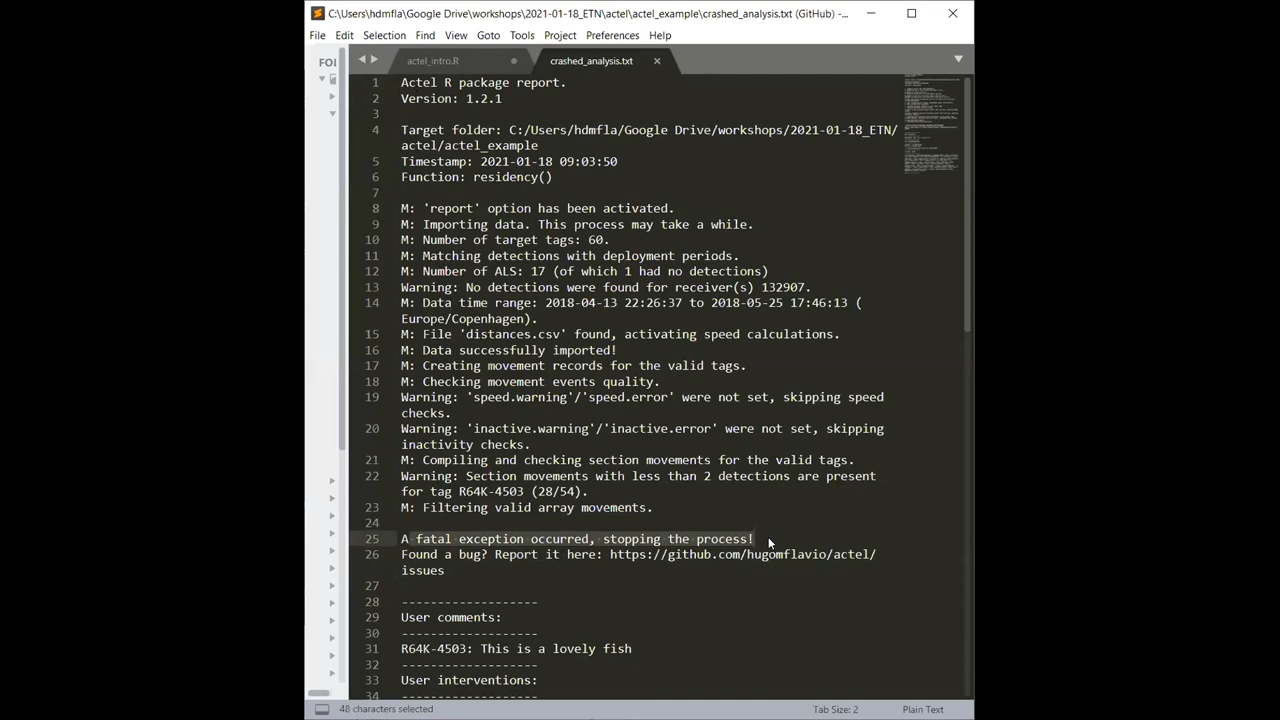 C:\Users\hdmfla\Google Drive\workshops\2021-01-18_ETN\actel\actel_example\crashed_analysis.txt (GitHub) -...
File Edit Selection Find View Goto Tools Project Preferences Help
FOI
actel_intro.R
crashed_analysis.txt
1 Actel R package report.
2 Version: 1.2.1
3
4 Target folder: C:/Users/hdmfla/Google Drive/workshops/2021-01-18_ETN/
actel/actel_example
5 Timestamp: 2021-01-18 09:03:50
6 Function: residency()
7
8 M: 'report' option has been activated.
9 M: Importing data. This process may take a while.
10 M: Number of target tags: 60.
11 M: Matching detections with deployment periods.
12 M: Number of ALS: 17 (of which 1 had no detections)
13 Warning: No detections were found for receiver(s) 132907.
14 M: Data time range: 2018-04-13 22:26:37 to 2018-05-25 17:46:13 (
Europe/Copenhagen).
15 M: File 'distances.csv' found, activating speed calculations.
16 M: Data successfully imported!
17 M: Creating movement records for the valid tags.
18 M: Checking movement events quality.
19 Warning: 'speed.warning'/'speed.error' were not set, skipping speed
checks.
20 Warning: 'inactive.warning'/'inactive.error' were not set, skipping
inactivity checks.
21 M: Compiling and checking section movements for the valid tags.
22 Warning: Section movements with less than 2 detections are present
for tag R64K-4503 (28/54).
23 M: Filtering valid array movements.
24
25 A fatal exception occurred, stopping the process!
26 Found a bug? Report it here: https://github.com/hugomflavio/actel/
issues
27
28 -------------------
29 User comments:
30 -------------------
31 R64K-4503: This is a lovely fish
32 -------------------
33 User interventions:
34 -------------------
48 characters selected
Tab Size: 2
Plain Text